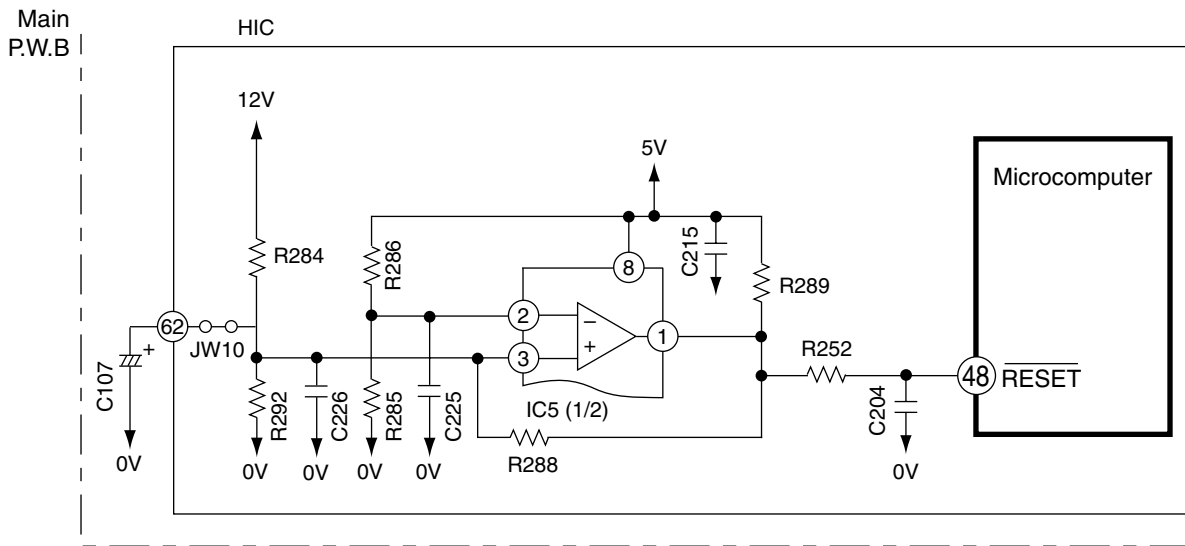 Main
P.W.B
HIC
12V
5V
Microcomputer
R284
R286
8
C215
R289
62
JW10
2
−
1
+
3
C107
+
R292
C226
R285
C225
IC5 (1/2)
R252
48
RESET
C204
R288
0V
0V
0V
0V
0V
0V